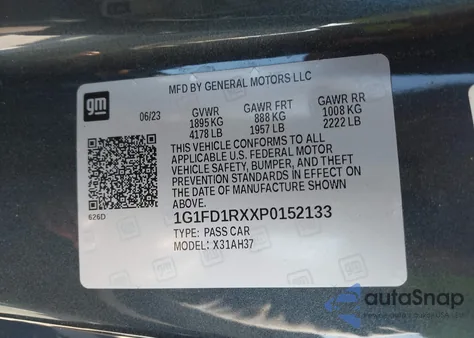 MFD BY GENERAL MOTORS LLC
gm
06/23
GVWR GAWR FRT GAWR RR
1895 KG 888 KG 1008 KG
4178 LB 1957 LB 2222 LB
THIS VEHICLE CONFORMS TO ALL
APPLICABLE U.S. FEDERAL MOTOR
VEHICLE SAFETY, BUMPER, AND THEFT
PREVENTION STANDARDS IN EFFECT ON
THE DATE OF MANUFACTURE SHOWN
ABOVE.
626D
1G1FD1RXXP0152133
TYPE: PASS CAR
MODEL: X31AH37
autoSnap